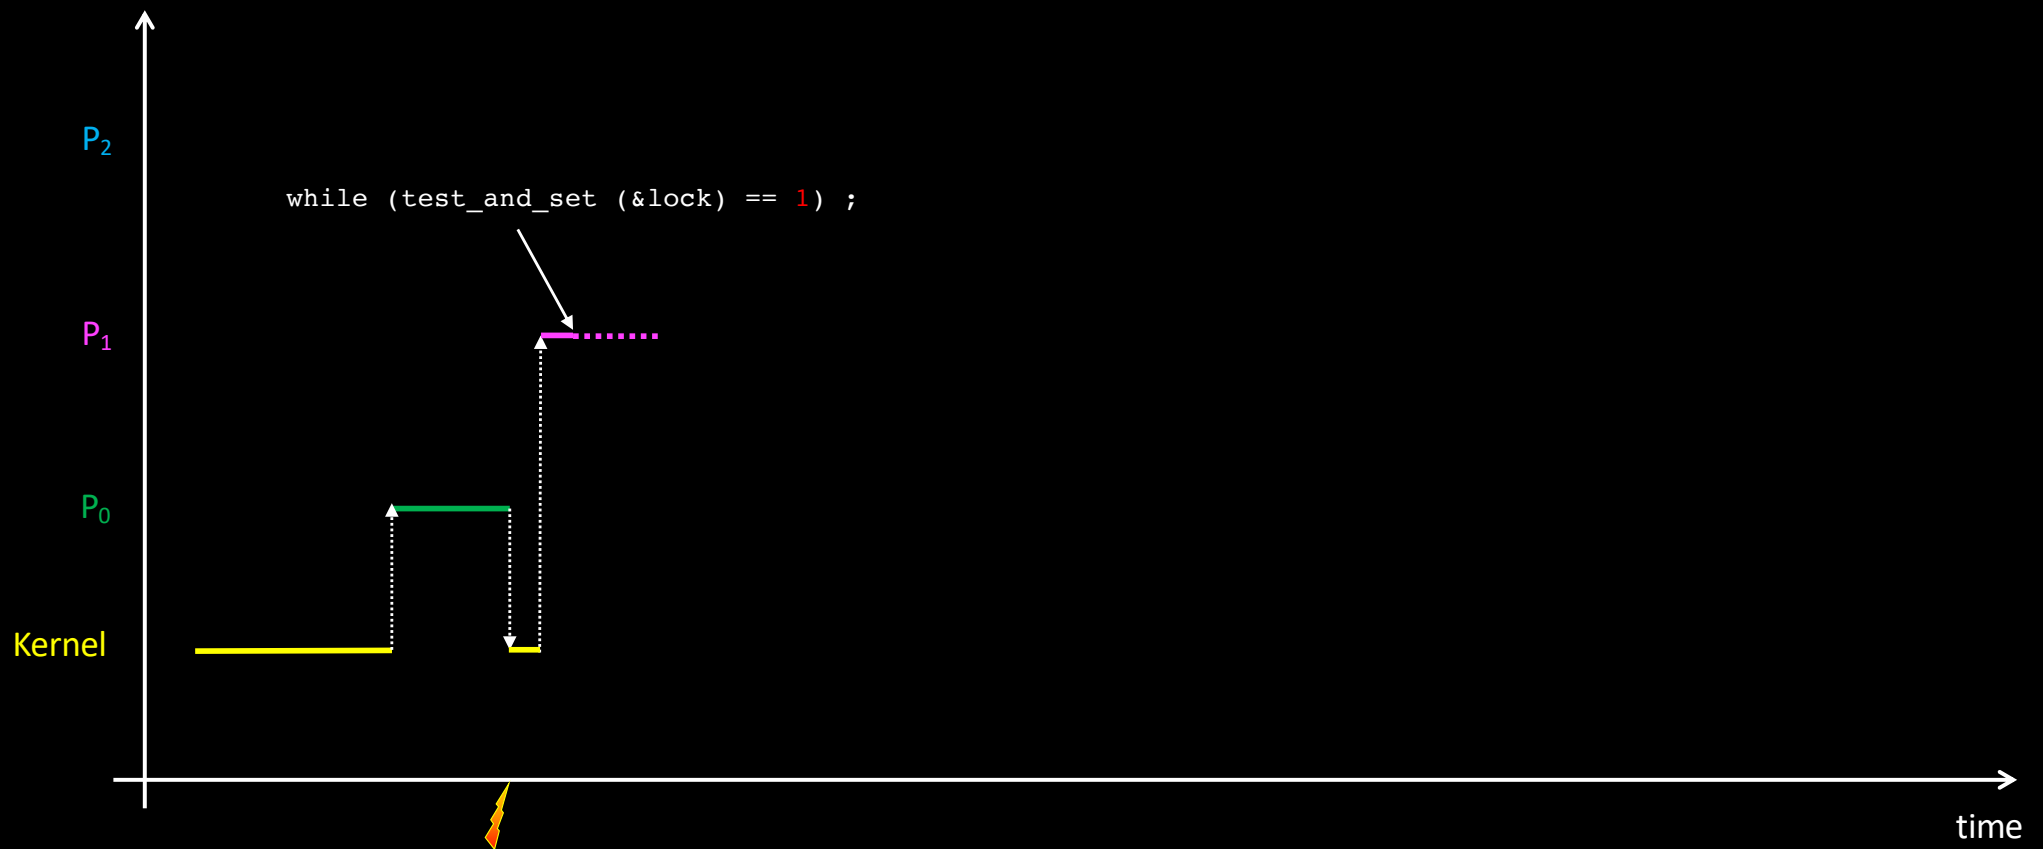 P₂
while (test_and_set (&lock) == 1) ;
P₁
P₀
Kernel
time